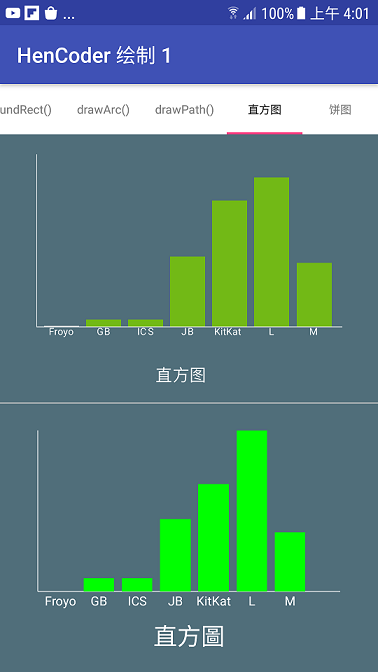 ... 100% 上午 4:01
HenCoder 绘制 1
undRect() drawArc() drawPath() 直方图 饼图
Froyo GB ICS JB KitKat L M
直方图
Froyo GB ICS JB KitKat L M
直方圖